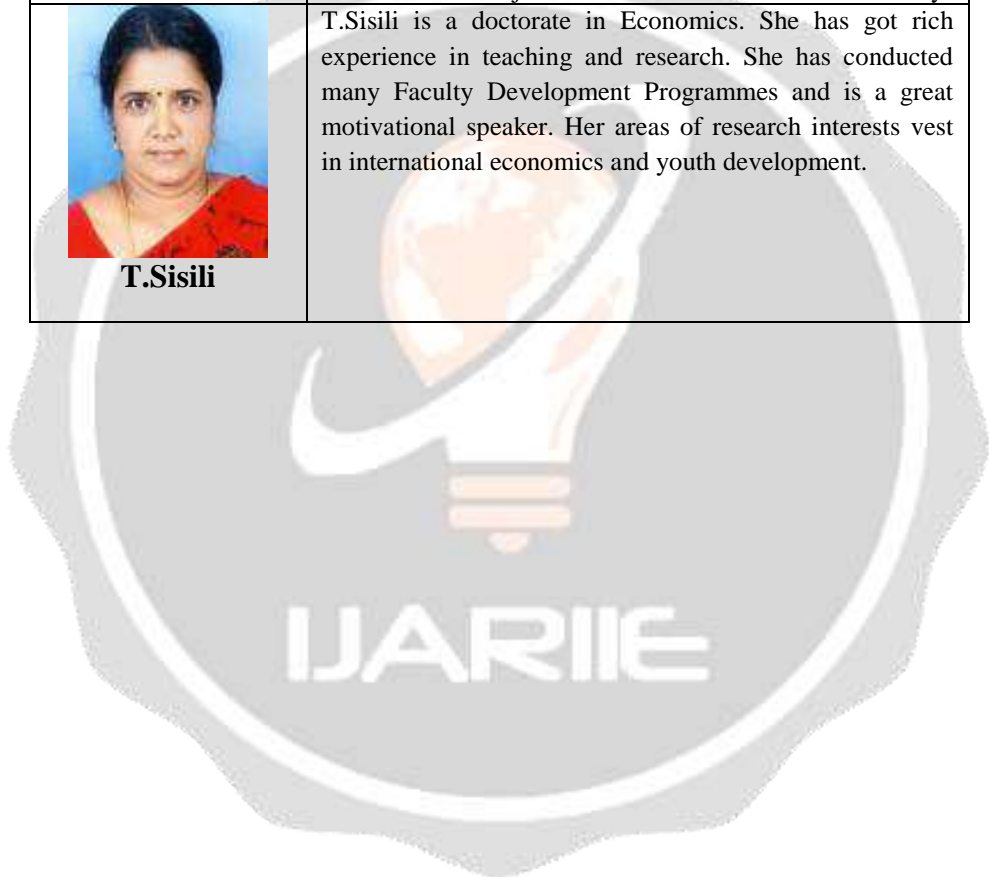 T.Sisili is a doctorate in Economics. She has got rich
experience in teaching and research. She has conducted
many Faculty Development Programmes and is a great
motivational speaker. Her areas of research interests vest
in international economics and youth development.
T.Sisili
IJARIIE